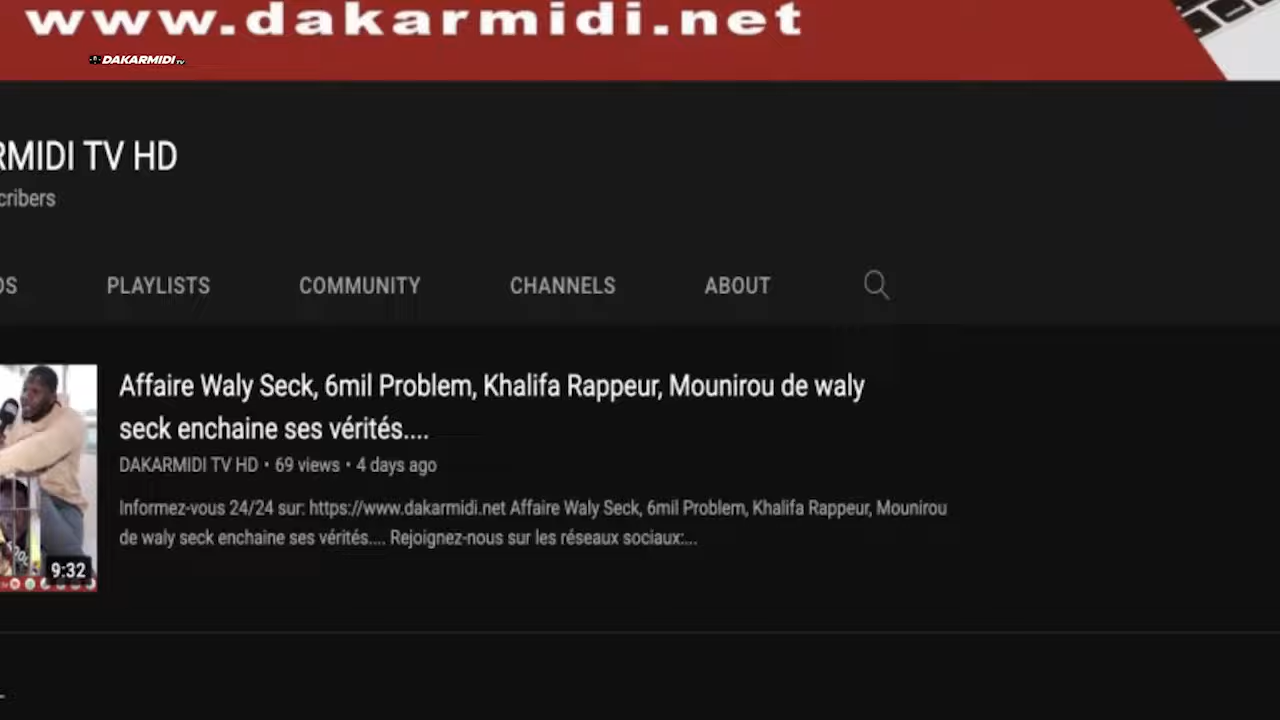 www.dakarmidi.net
DAKARMIDI TV
RMIDI TV HD
cribers
OS PLAYLISTS COMMUNITY CHANNELS ABOUT
Affaire Waly Seck, 6mil Problem, Khalifa Rappeur, Mounirou de waly
seck enchaine ses vérités....
DAKARMIDI TV HD • 69 views • 4 days ago
Informez-vous 24/24 sur: https://www.dakarmidi.net Affaire Waly Seck, 6mil Problem, Khalifa Rappeur, Mounirou
de waly seck enchaine ses vérités.... Rejoignez-nous sur les réseaux sociaux:...
9:32